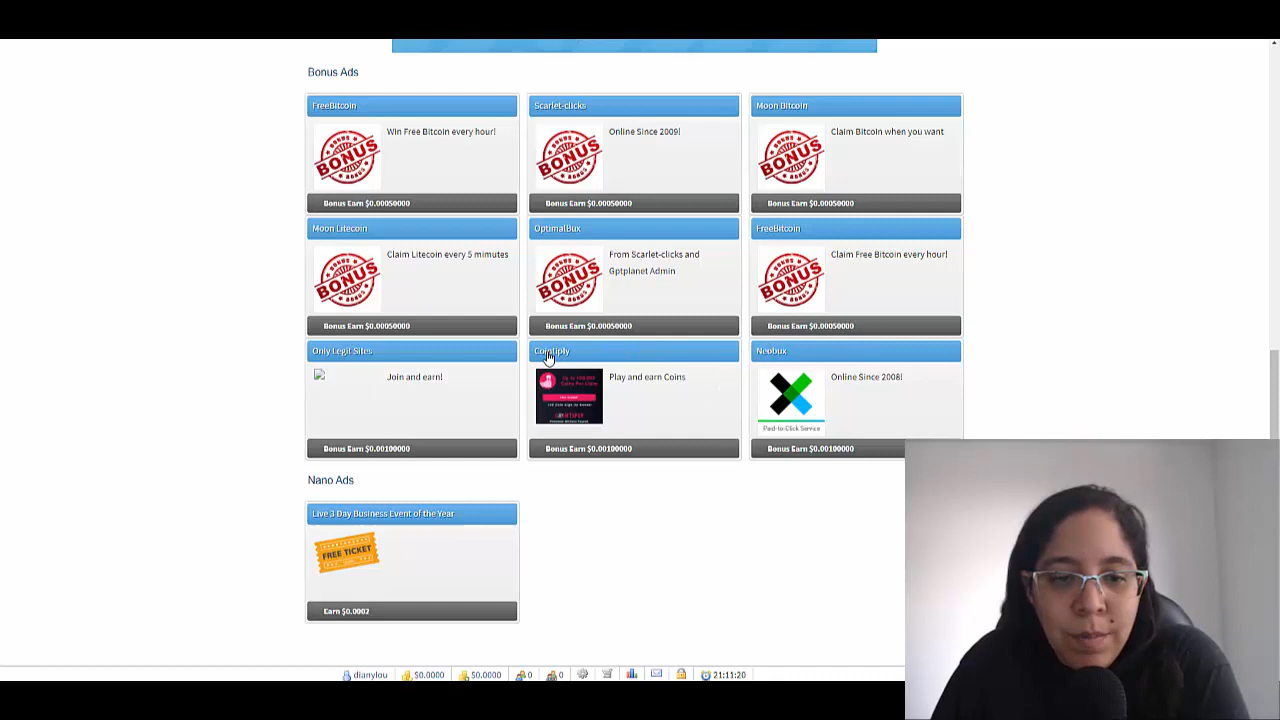 Bonus Ads
FreeBitcoin
Scarlet-clicks
Moon Bitcoin
BONUS
Win Free Bitcoin every hour!
BONUS
Online Since 2009!
BONUS
Claim Bitcoin when you want
Bonus Earn $0.00050000
Bonus Earn $0.00050000
Bonus Earn $0.00050000
Moon Litecoin
OptimalBux
FreeBitcoin
BONUS
Claim Litecoin every 5 minutes
BONUS
From Scarlet-clicks and
Gptplanet Admin
BONUS
Claim Free Bitcoin every hour!
Bonus Earn $0.00050000
Bonus Earn $0.00050000
Bonus Earn $0.00050000
Only Legit Sites
Cointiply
Neobux
Join and earn!
Play and earn Coins
Online Since 2008!
Paid-to-Click Service
Bonus Earn $0.00100000
Bonus Earn $0.00100000
Bonus Earn $0.00100000
Nano Ads
Live 3 Day Business Event of the Year
FREE TICKET
Earn $0.0002
dianylou $0.0000 $0.0000 0 0 21:11:20